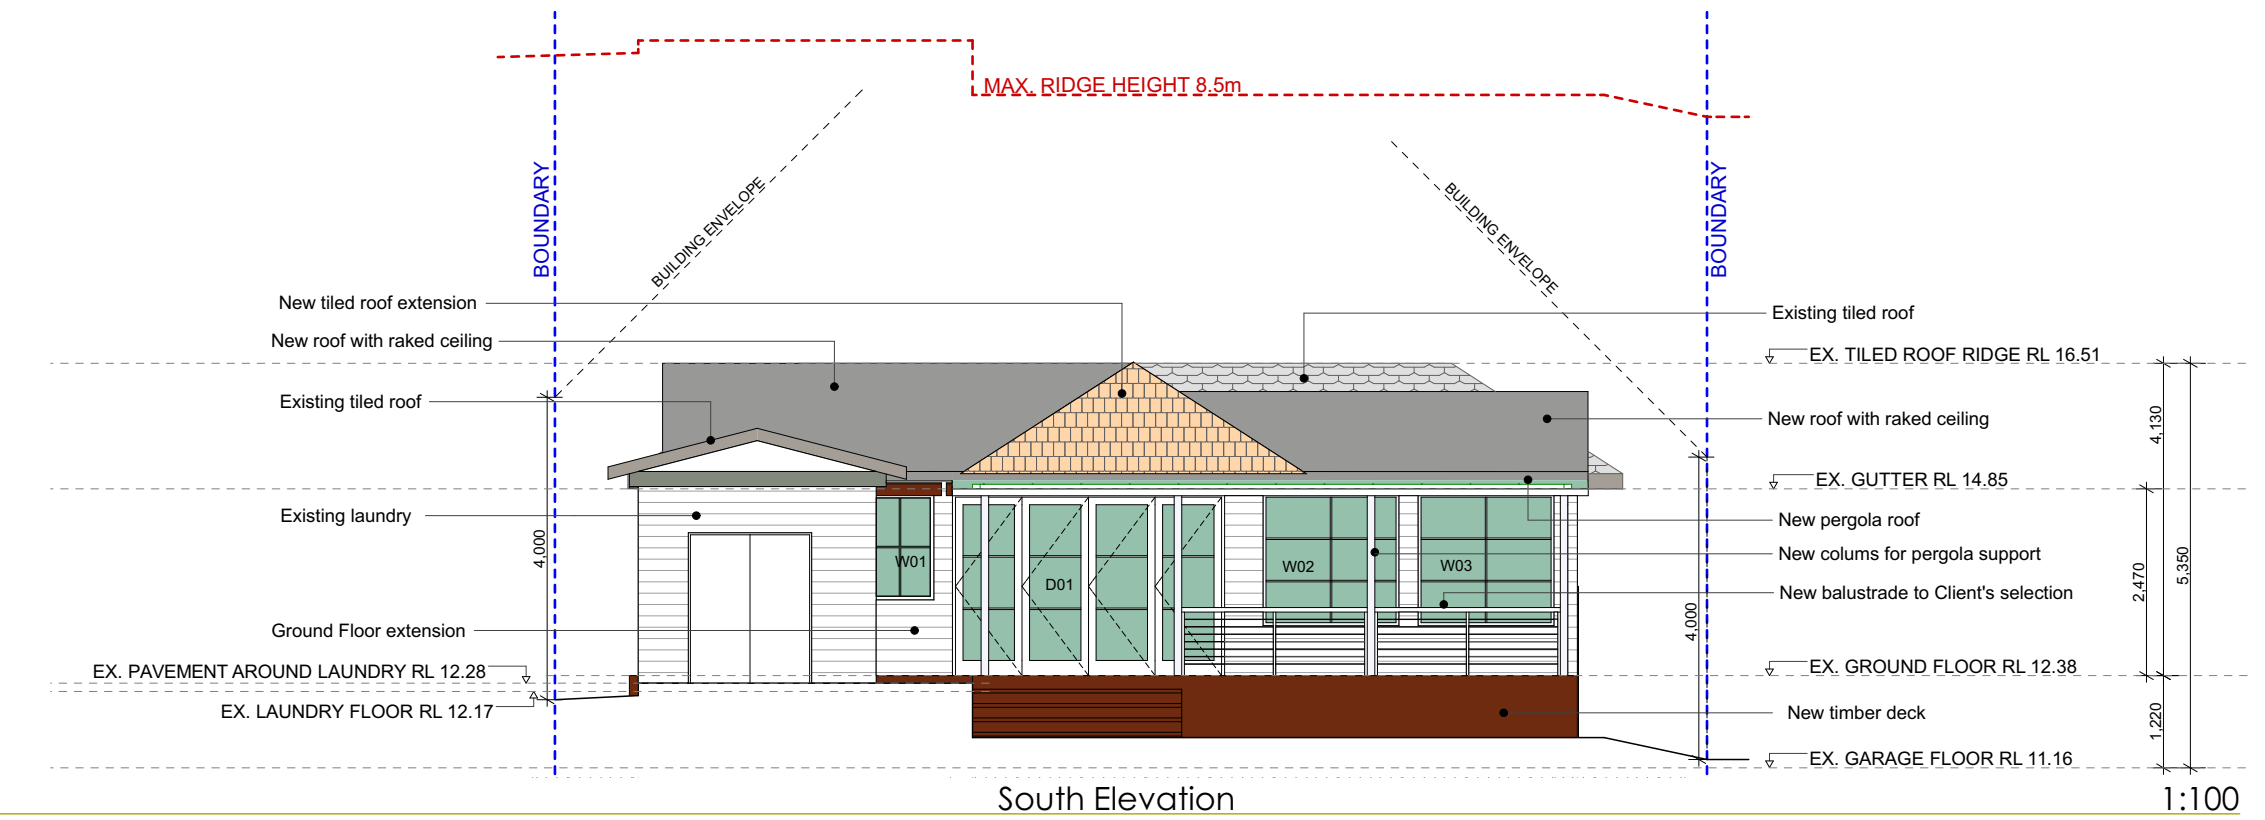 MAX. RIDGE HEIGHT 8.5m
BOUNDARY
BUILDING ENVELOPE
BUILDING ENVELOPE
BOUNDARY
New tiled roof extension
New roof with raked ceiling
Existing tiled roof
Existing laundry
4,000
Ground Floor extension
EX. PAVEMENT AROUND LAUNDRY RL 12.28
EX. LAUNDRY FLOOR RL 12.17
W01
D01
W02
W03
Existing tiled roof
EX. TILED ROOF RIDGE RL 16.51
New roof with raked ceiling
EX. GUTTER RL 14.85
New pergola roof
New colums for pergola support
New balustrade to Client's selection
4,000
EX. GROUND FLOOR RL 12.38
New timber deck
EX. GARAGE FLOOR RL 11.16
4,130
2,470
5,350
1,220
South Elevation
1:100